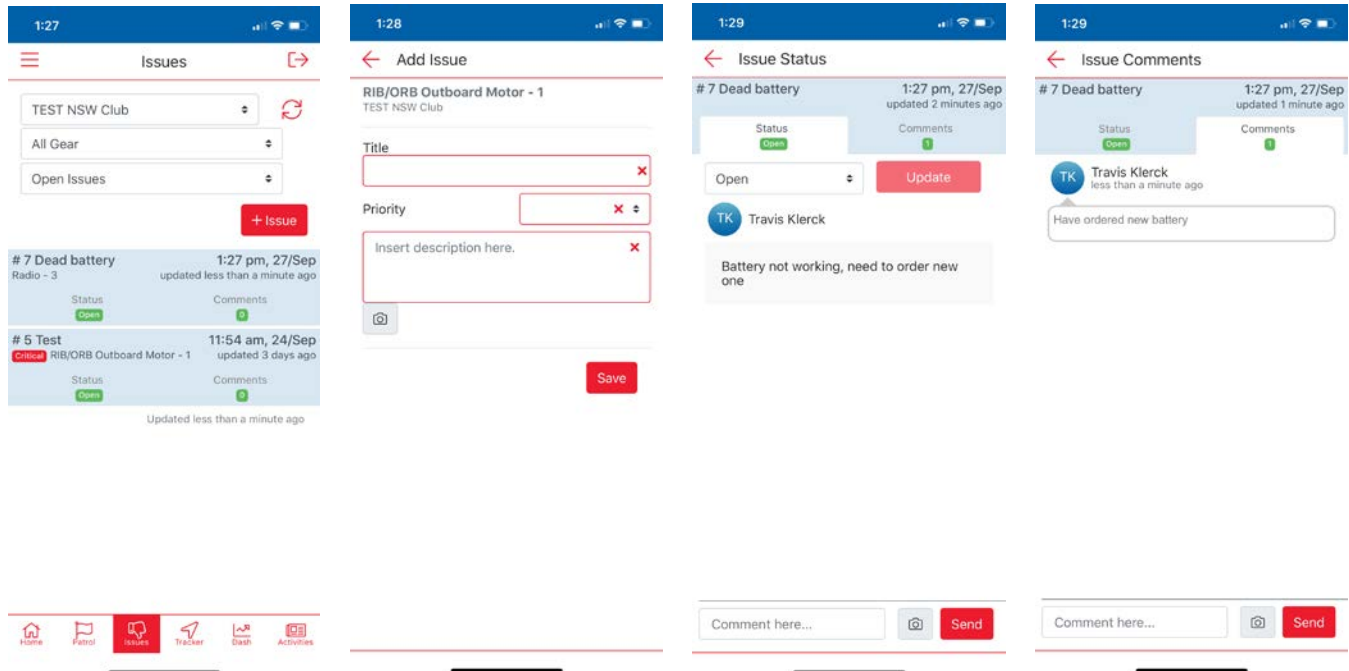 1:27
Issues
TEST NSW Club
All Gear
Open Issues
+ Issue
# 7 Dead battery 1:27 pm, 27/Sep
Radio - 3 updated less than a minute ago
Status Comments
Open 0
# 5 Test 11:54 am, 24/Sep
Critical RIB/ORB Outboard Motor - 1 updated 3 days ago
Status Comments
Open 0
Updated less than a minute ago
Home Patrol Issues Tracker Dash Activities
1:28
Add Issue
RIB/ORB Outboard Motor - 1
TEST NSW Club
Title
Priority
Insert description here.
Save
1:29
Issue Status
# 7 Dead battery 1:27 pm, 27/Sep
updated 2 minutes ago
Status Comments
Open 1
Open Update
TK Travis Klerck
Battery not working, need to order new
one
Comment here... Send
1:29
Issue Comments
# 7 Dead battery 1:27 pm, 27/Sep
updated 1 minute ago
Status Comments
Open 1
TK Travis Klerck
less than a minute ago
Have ordered new battery
Comment here... Send